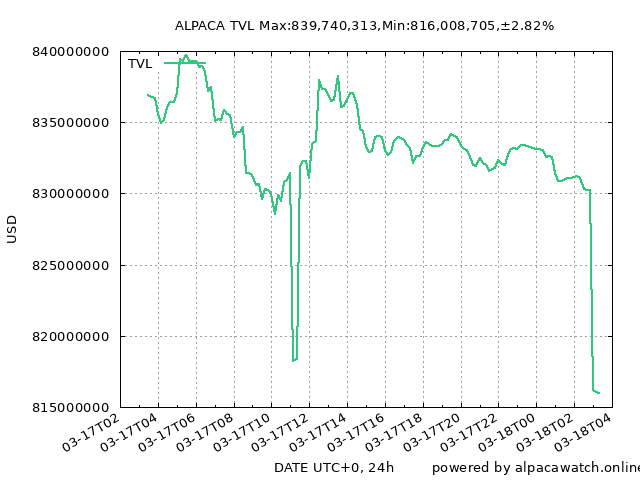 ALPACA TVL Max:839,740,313,Min:816,008,705,±2.82%
840000000
TVL
835000000
830000000
USD
825000000
820000000
815000000
03-17T02
03-17T04
03-17T06
03-17T08
03-17T10
03-17T12
03-17T14
03-17T16
03-17T18
03-17T20
03-17T22
03-18T00
03-18T02
03-18T04
DATE UTC+0, 24h
powered by alpacawatch.online